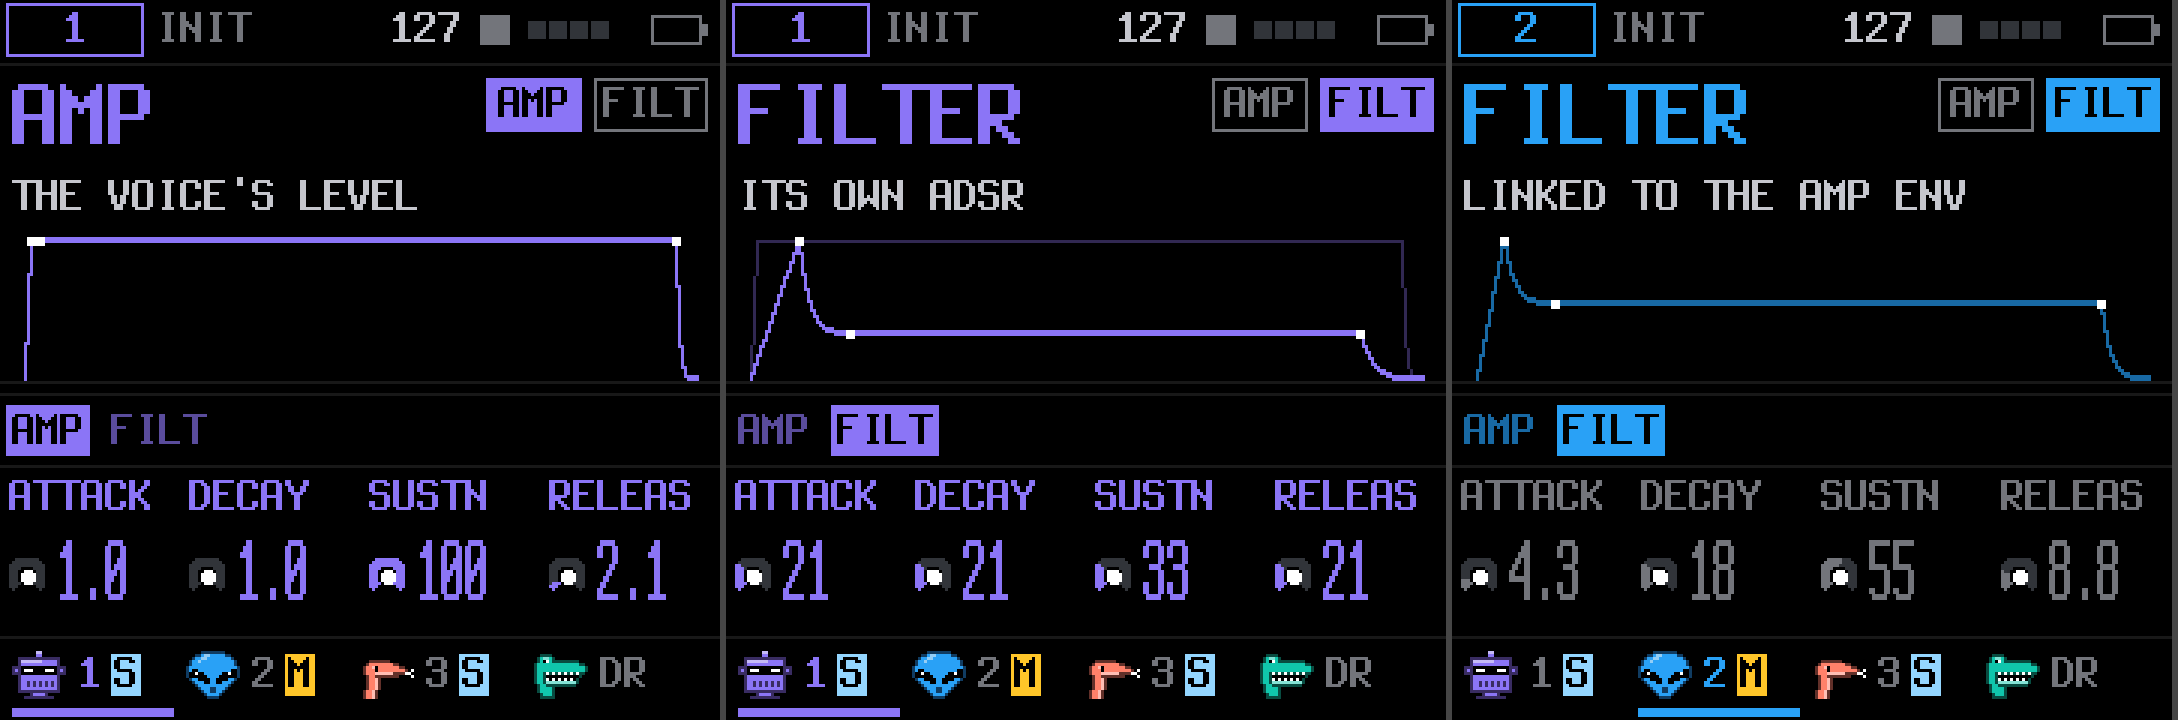 1 INIT 127
AMP AMP FILT
THE VOICE'S LEVEL
AMP FILT
ATTACK DECAY SUSTN RELEAS
1.0 1.0 100 2.1
1 S 2 M 3 S DR
1 INIT 127
FILTER AMP FILT
ITS OWN ADSR
AMP FILT
ATTACK DECAY SUSTN RELEAS
21 21 33 21
1 S 2 M 3 S DR
2 INIT 127
FILTER AMP FILT
LINKED TO THE AMP ENV
AMP FILT
ATTACK DECAY SUSTN RELEAS
4.3 18 55 8.8
1 S 2 M 3 S DR